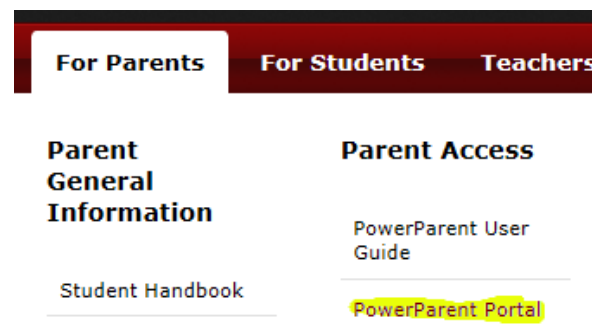 For Parents For Students Teachers
Parent
General
Information
Student Handbook
Parent Access
PowerParent User
Guide
PowerParent Portal